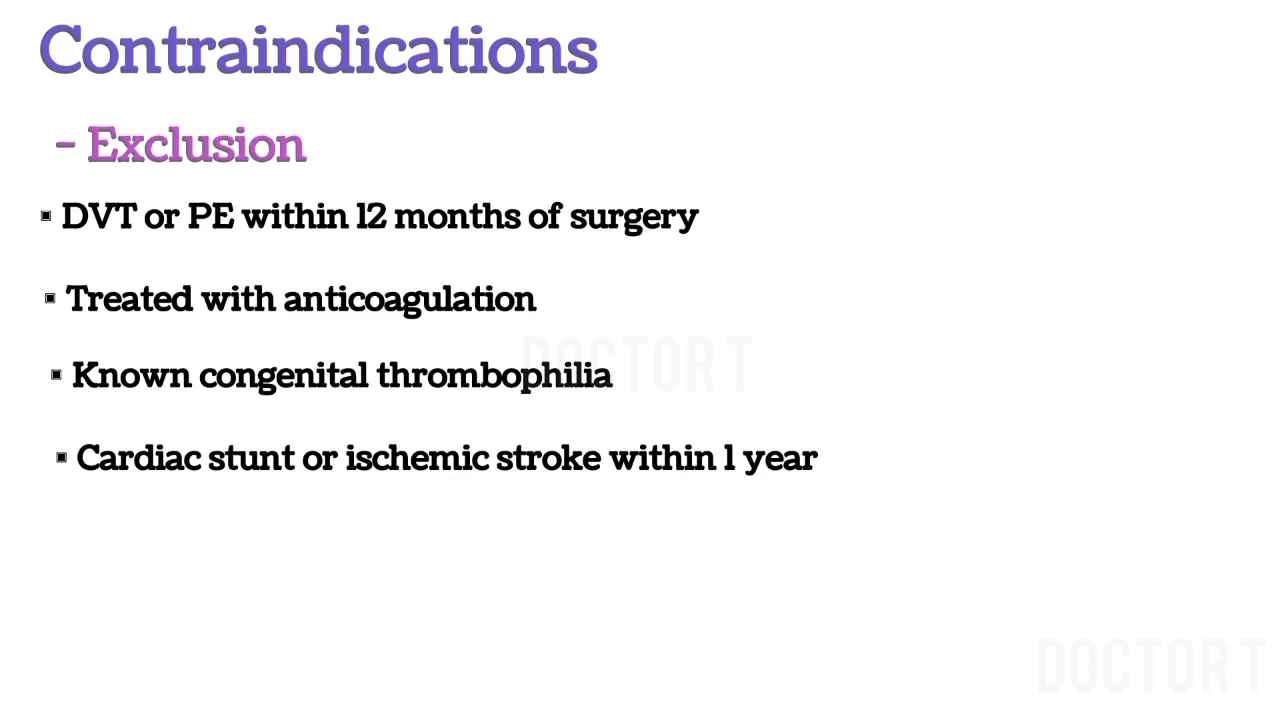 Contraindications
- Exclusion
▪ DVT or PE within 12 months of surgery
▪ Treated with anticoagulation
DOCTOR T
▪ Known congenital thrombophilia
▪ Cardiac stunt or ischemic stroke within 1 year
DOCTOR T